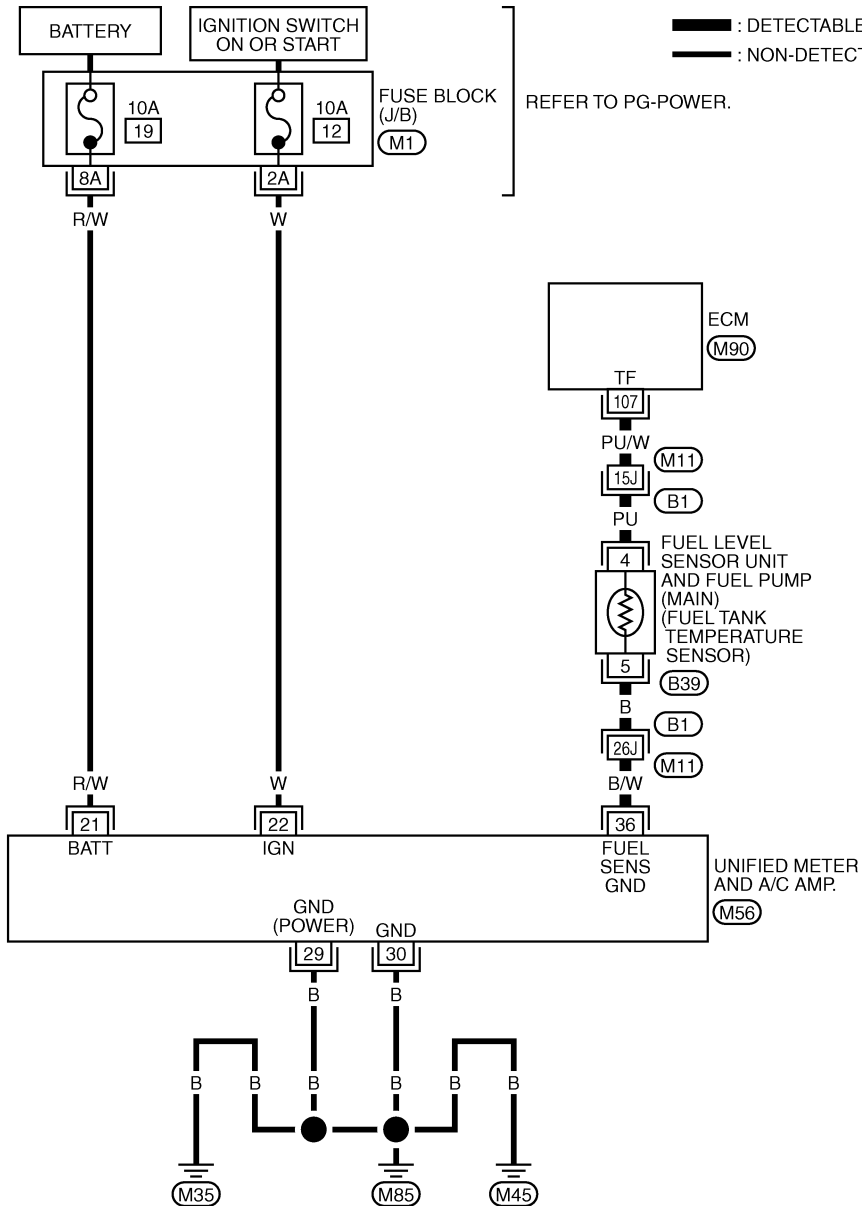 BATTERY
IGNITION SWITCH
ON OR START
: DETECTABLE
: NON-DETECT
10A
19
10A
12
FUSE BLOCK
(J/B)
M1
REFER TO PG-POWER.
8A
2A
R/W
W
ECM
M90
TF
107
PU/W
M11
15J
B1
PU
4
FUEL LEVEL
SENSOR UNIT
AND FUEL PUMP
(MAIN)
(FUEL TANK
TEMPERATURE
SENSOR)
5
B39
B
B1
26J
M11
R/W
W
B/W
21
22
36
BATT
IGN
FUEL
SENS
GND
UNIFIED METER
AND A/C AMP.
M56
GND
(POWER)
GND
29
30
B
B
B
B
B
B
B
B
M35
M85
M45